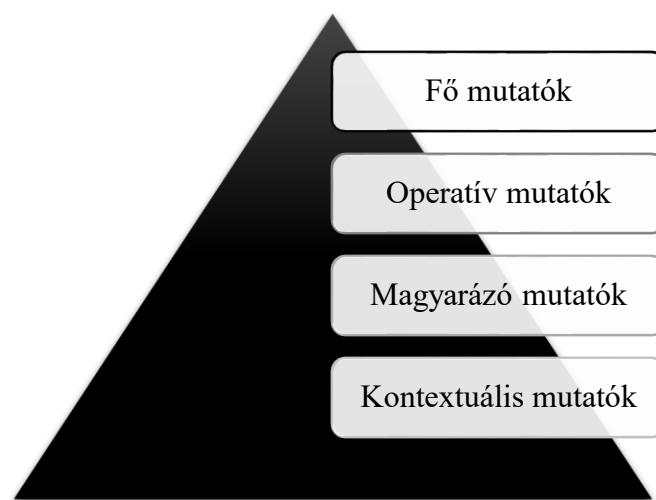 Fő mutatók
Operatív mutatók
Magyarázó mutatók
Kontextuális mutatók